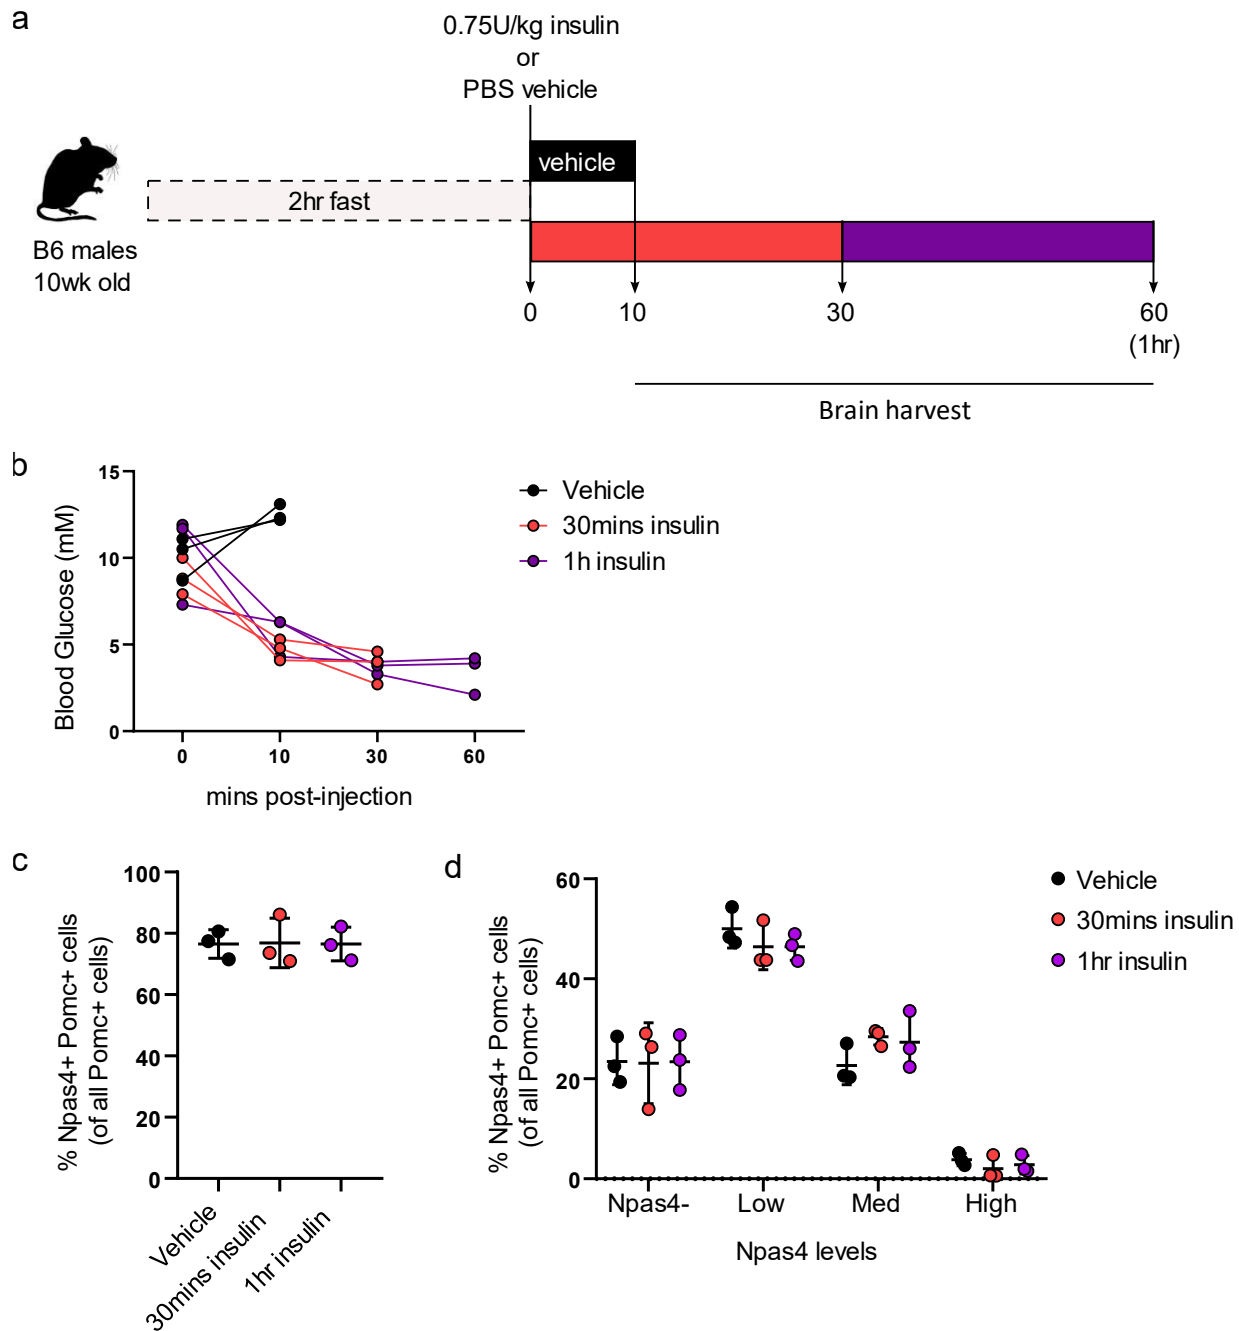 a
0.75U/kg insulin
or
PBS vehicle
vehicle
2hr fast
B6 males
10wk old
0
10
30
60
(1hr)
Brain harvest
b
15
10
5
0
Blood Glucose (mM)
0
10
30
60
mins post-injection
Vehicle
30mins insulin
1h insulin
c
100
80
60
40
20
0
% Npas4+ Pomc+ cells
(of all Pomc+ cells)
Vehicle
30mins insulin
1hr insulin
d
60
40
20
0
% Npas4+ Pomc+ cells
(of all Pomc+ cells)
Npas4-
Low
Med
High
Npas4 levels
Vehicle
30mins insulin
1hr insulin